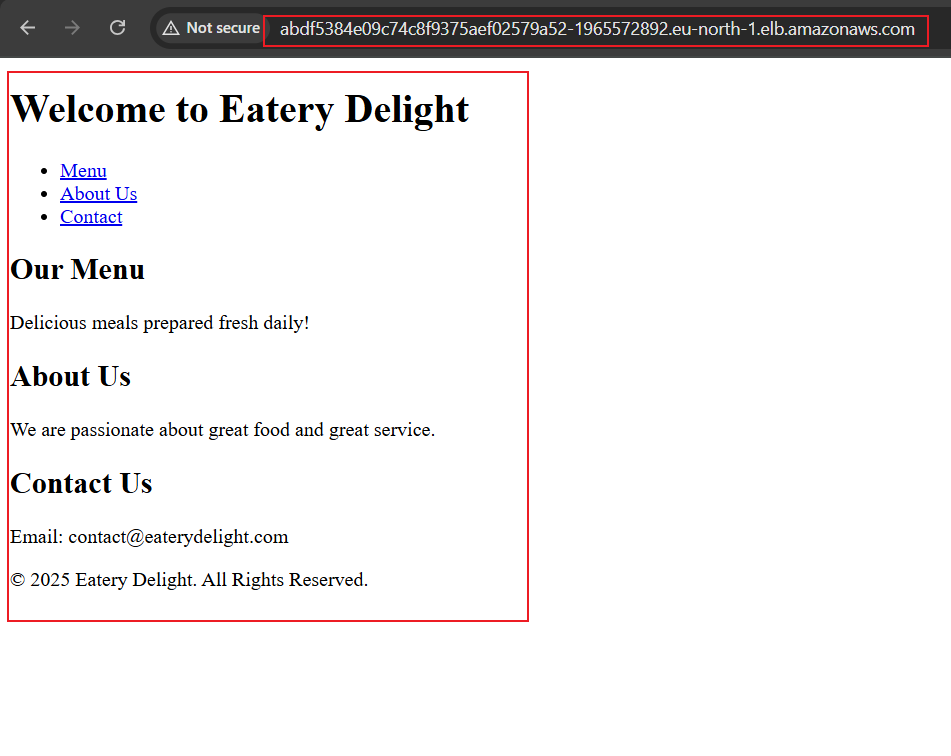 Not secure abdf5384e09c74c8f9375aef02579a52-1965572892.eu-north-1.elb.amazonaws.com
Welcome to Eatery Delight
Menu
About Us
Contact
Our Menu
Delicious meals prepared fresh daily!
About Us
We are passionate about great food and great service.
Contact Us
Email: contact@eaterydelight.com
© 2025 Eatery Delight. All Rights Reserved.